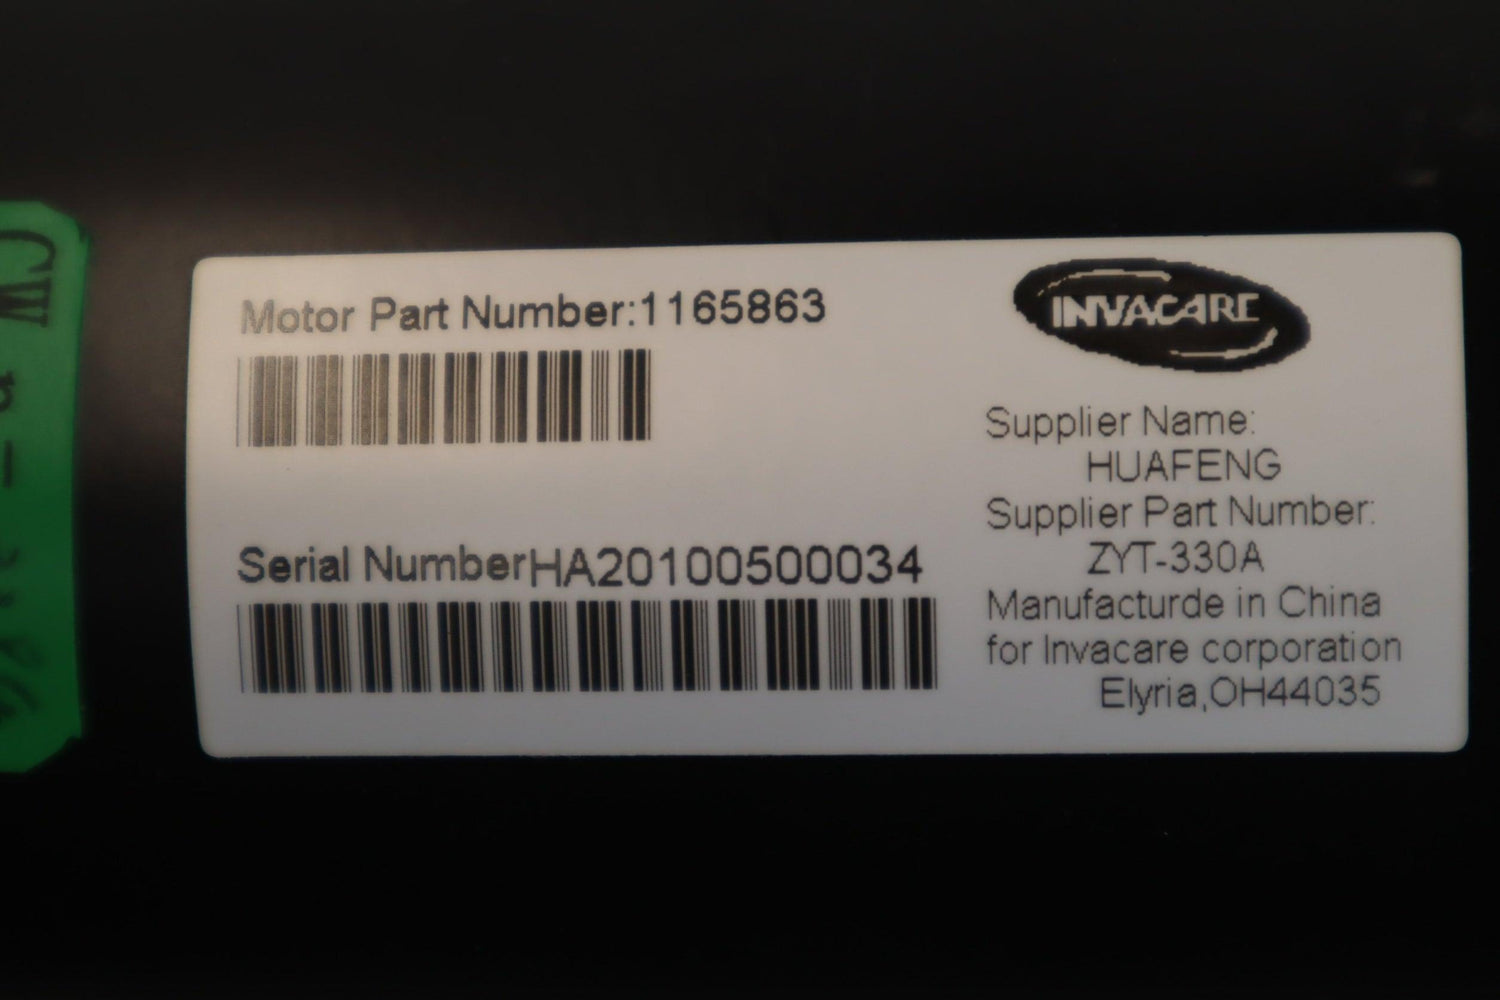 Motor Part Number:1165863
Serial NumberHA20100500034
INVACARE
Supplier Name:
HUAFENG
Supplier Part Number:
ZYT-330A
Manufacturde in China
for Invacare corporation
Elyria,OH44035
CW